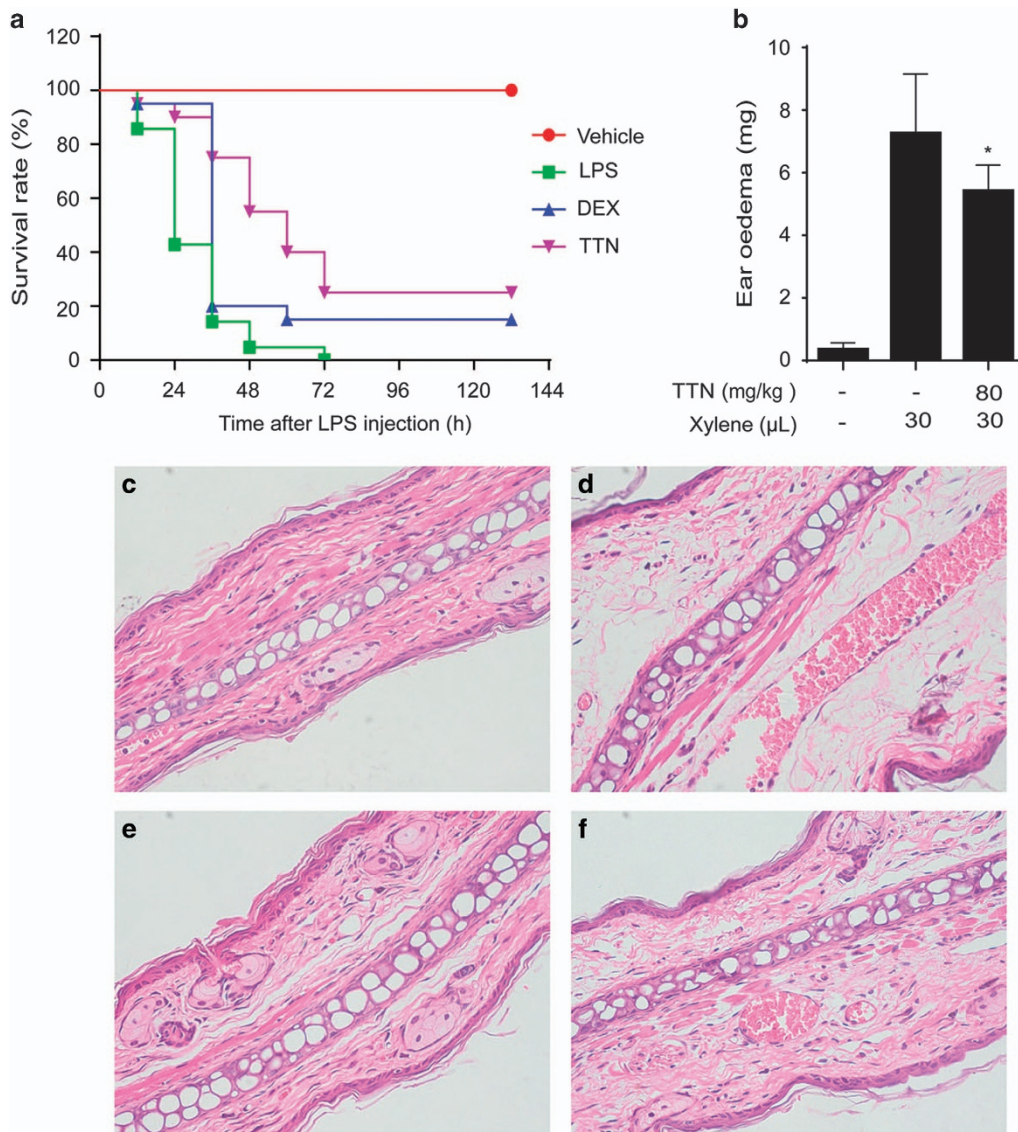 a
120
100
80
60
40
20
0
Survival rate (%)
0 24 48 72 96 120 144
Time after LPS injection (h)
Vehicle
LPS
DEX
TTN
b
10
8
6
4
2
0
Ear oedema (mg)
*
TTN (mg/kg ) - - 80
Xylene (µL) - 30 30
c
d
e
f